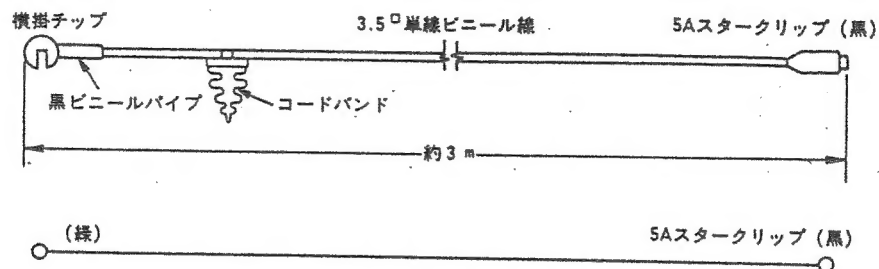 横掛チップ
3.5□単線ビニール線
5Aスタークリップ（黒）
黒ビニールパイプ
コードバンド
約3m
（緑）
5Aスタークリップ（黒）